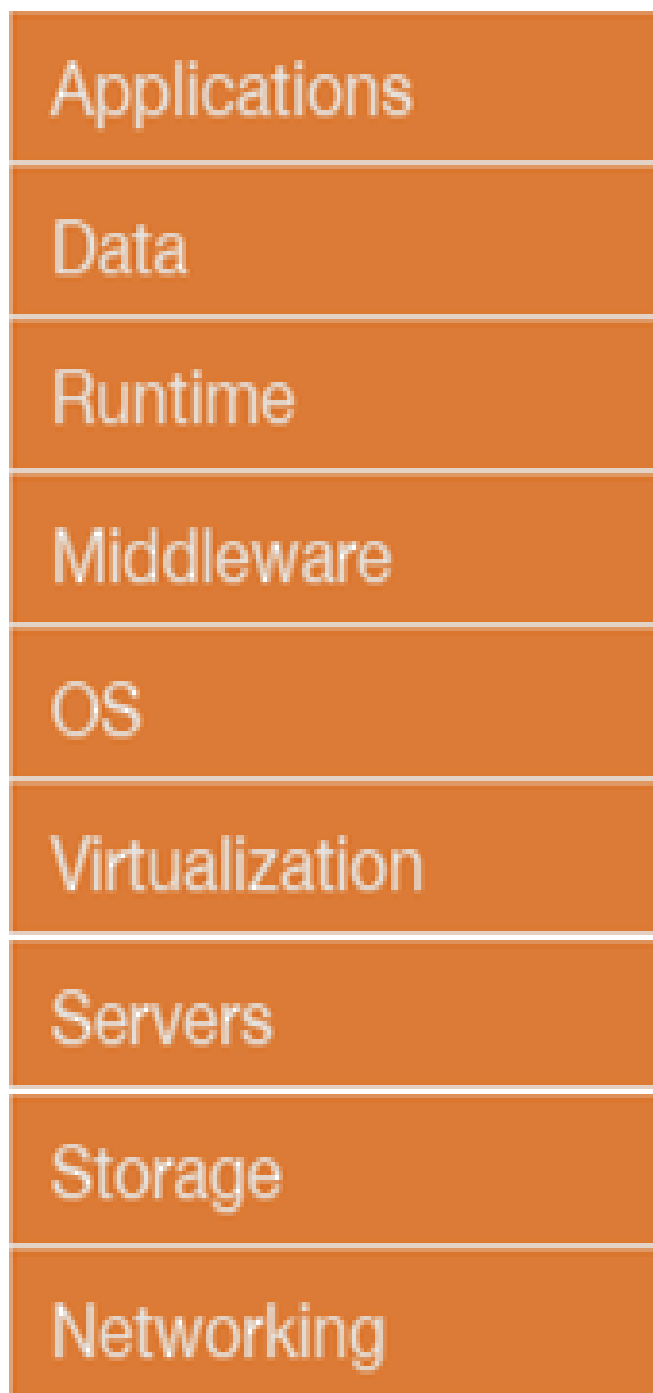 Applications
Data
Runtime
Middleware
OS
Virtualization
Servers
Storage
Networking